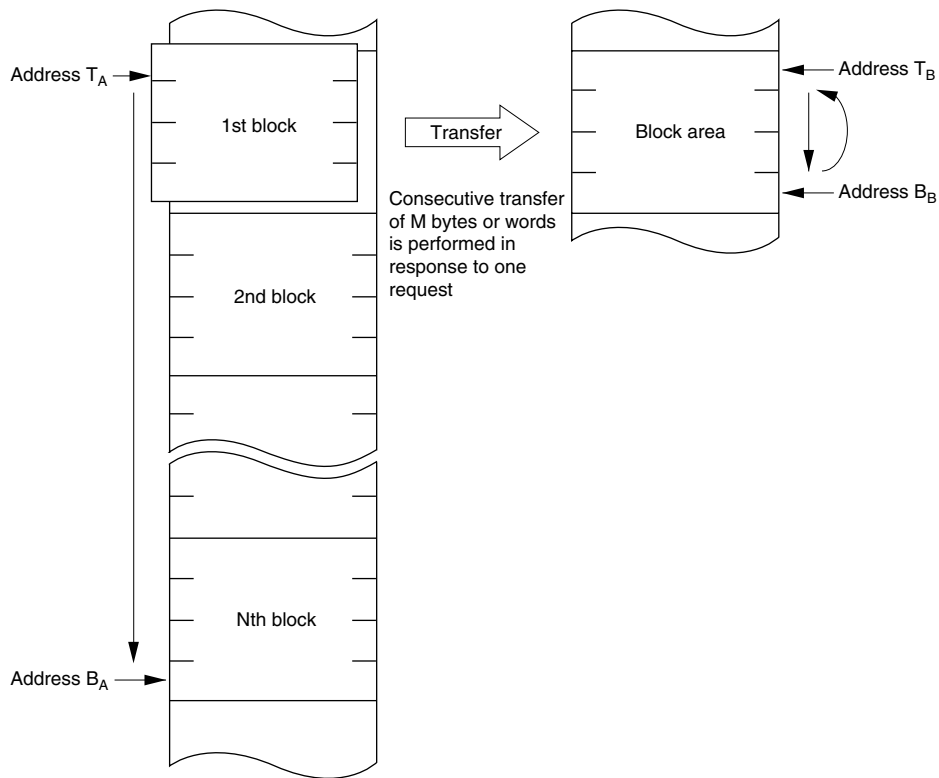 Address TA
1st block
Transfer
Block area
Address TB
Address BB
Consecutive transfer
of M bytes or words
is performed in
response to one
request
2nd block
Nth block
Address BA